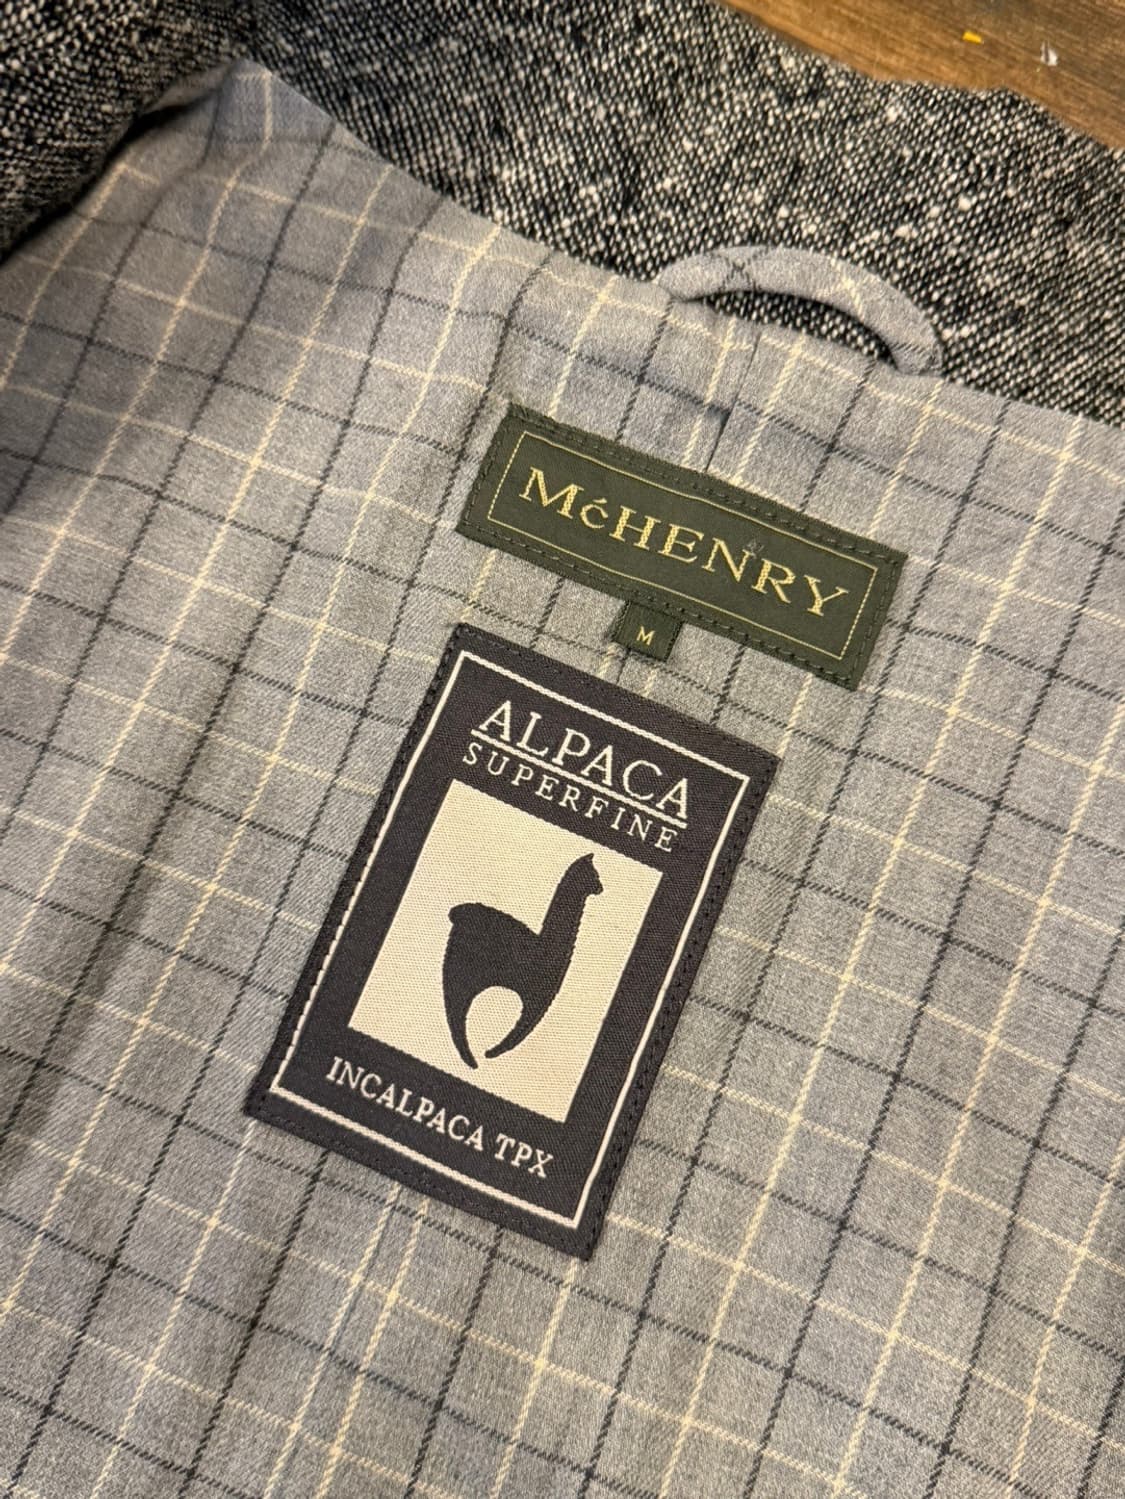 McHENRY
M
ALPACA
SUPERFINE
INCALPACA TPX